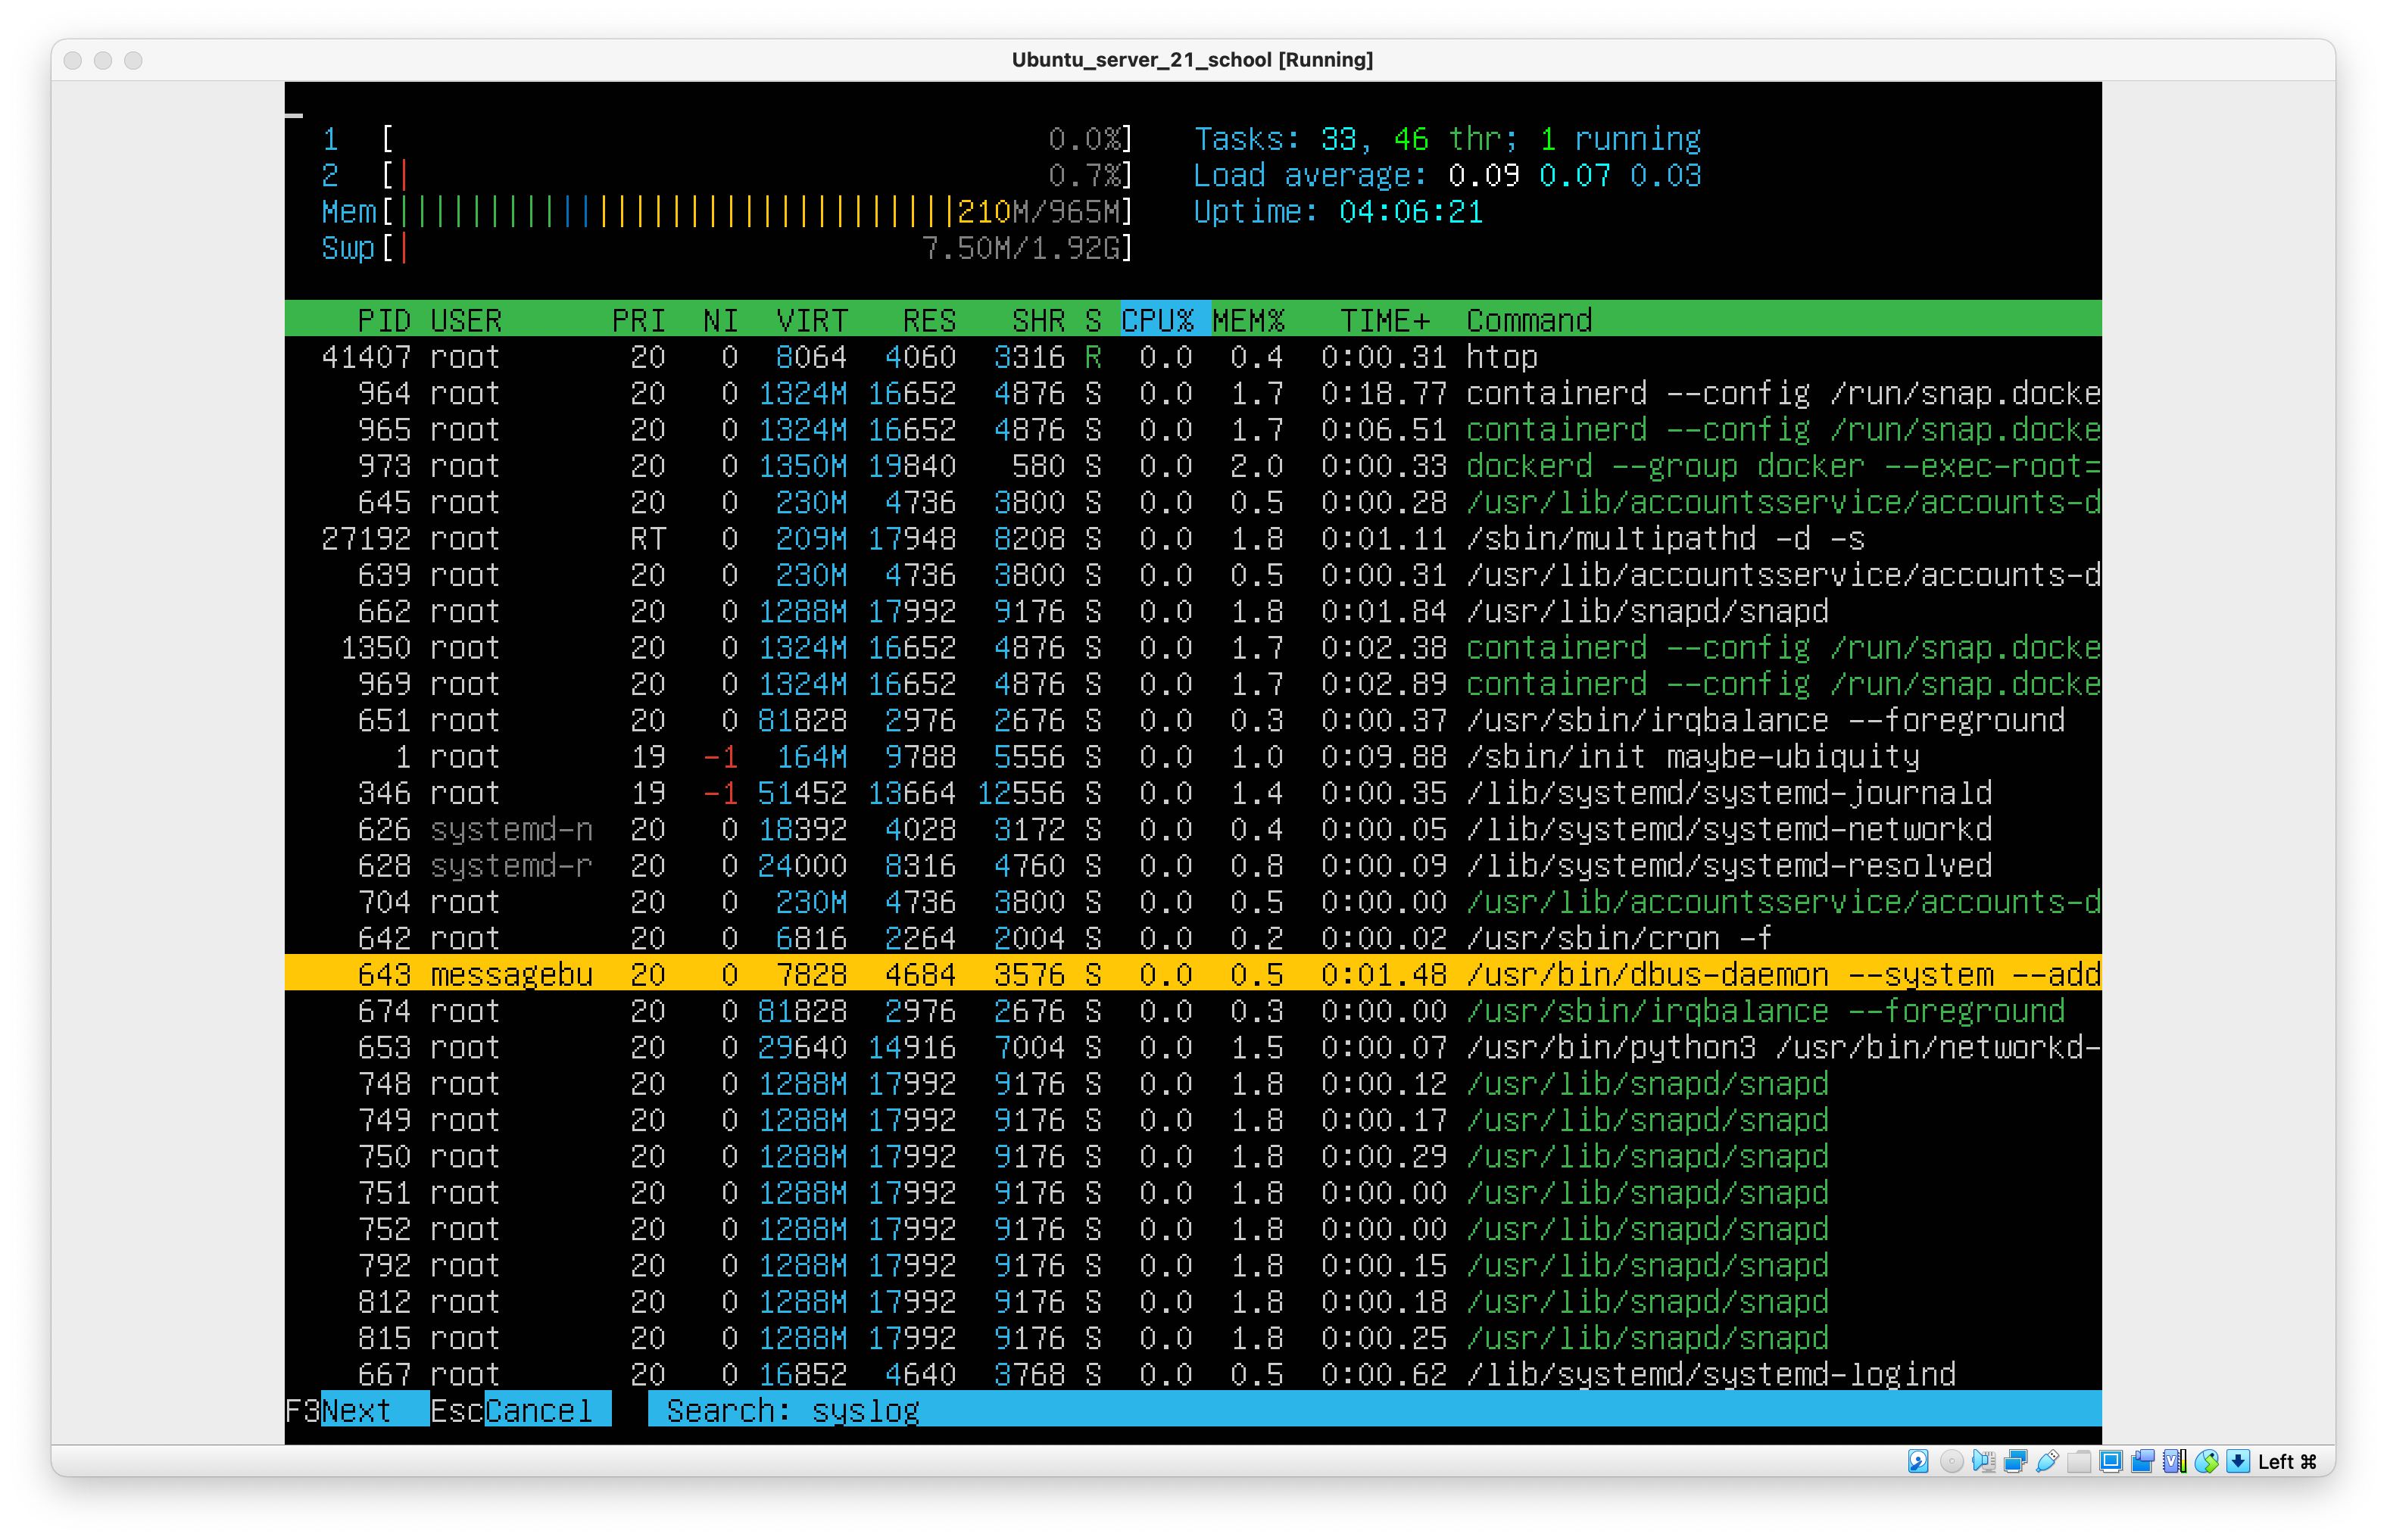 Ubuntu_server_21_school [Running]
1 [ 0.0%] Tasks: 33, 46 thr; 1 running
2 [| 0.7%] Load average: 0.09 0.07 0.03
Mem[|||||||||||||||||||||||||||||||210M/965M] Uptime: 04:06:21
Swp[| 7.50M/1.92G]
PID USER PRI NI VIRT RES SHR S CPU% MEM% TIME+ Command
41407 root 20 0 8064 4060 3316 R 0.0 0.4 0:00.31 htop
964 root 20 0 1324M 16652 4876 S 0.0 1.7 0:18.77 containerd --config /run/snap.docke
965 root 20 0 1324M 16652 4876 S 0.0 1.7 0:06.51 containerd --config /run/snap.docke
973 root 20 0 1350M 19840 580 S 0.0 2.0 0:00.33 dockerd --group docker --exec-root=
645 root 20 0 230M 4736 3800 S 0.0 0.5 0:00.28 /usr/lib/accountsservice/accounts-d
27192 root RT 0 209M 17948 8208 S 0.0 1.8 0:01.11 /sbin/multipathd -d -s
639 root 20 0 230M 4736 3800 S 0.0 0.5 0:00.31 /usr/lib/accountsservice/accounts-d
662 root 20 0 1288M 17992 9176 S 0.0 1.8 0:01.84 /usr/lib/snapd/snapd
1350 root 20 0 1324M 16652 4876 S 0.0 1.7 0:02.38 containerd --config /run/snap.docke
969 root 20 0 1324M 16652 4876 S 0.0 1.7 0:02.89 containerd --config /run/snap.docke
651 root 20 0 81828 2976 2676 S 0.0 0.3 0:00.37 /usr/sbin/irqbalance --foreground
1 root 19 -1 164M 9788 5556 S 0.0 1.0 0:09.88 /sbin/init maybe-ubiquity
346 root 19 -1 51452 13664 12556 S 0.0 1.4 0:00.35 /lib/systemd/systemd-journald
626 systemd-n 20 0 18392 4028 3172 S 0.0 0.4 0:00.05 /lib/systemd/systemd-networkd
628 systemd-r 20 0 24000 8316 4760 S 0.0 0.8 0:00.09 /lib/systemd/systemd-resolved
704 root 20 0 230M 4736 3800 S 0.0 0.5 0:00.00 /usr/lib/accountsservice/accounts-d
642 root 20 0 6816 2264 2004 S 0.0 0.2 0:00.02 /usr/sbin/cron -f
643 messagebu 20 0 7828 4684 3576 S 0.0 0.5 0:01.48 /usr/bin/dbus-daemon --system --add
674 root 20 0 81828 2976 2676 S 0.0 0.3 0:00.00 /usr/sbin/irqbalance --foreground
653 root 20 0 29640 14916 7004 S 0.0 1.5 0:00.07 /usr/bin/python3 /usr/bin/networkd-
748 root 20 0 1288M 17992 9176 S 0.0 1.8 0:00.12 /usr/lib/snapd/snapd
749 root 20 0 1288M 17992 9176 S 0.0 1.8 0:00.17 /usr/lib/snapd/snapd
750 root 20 0 1288M 17992 9176 S 0.0 1.8 0:00.29 /usr/lib/snapd/snapd
751 root 20 0 1288M 17992 9176 S 0.0 1.8 0:00.00 /usr/lib/snapd/snapd
752 root 20 0 1288M 17992 9176 S 0.0 1.8 0:00.00 /usr/lib/snapd/snapd
792 root 20 0 1288M 17992 9176 S 0.0 1.8 0:00.15 /usr/lib/snapd/snapd
812 root 20 0 1288M 17992 9176 S 0.0 1.8 0:00.18 /usr/lib/snapd/snapd
815 root 20 0 1288M 17992 9176 S 0.0 1.8 0:00.25 /usr/lib/snapd/snapd
667 root 20 0 16852 4640 3768 S 0.0 0.5 0:00.62 /lib/systemd/systemd-logind
F3Next EscCancel Search: syslog
Left ⌘